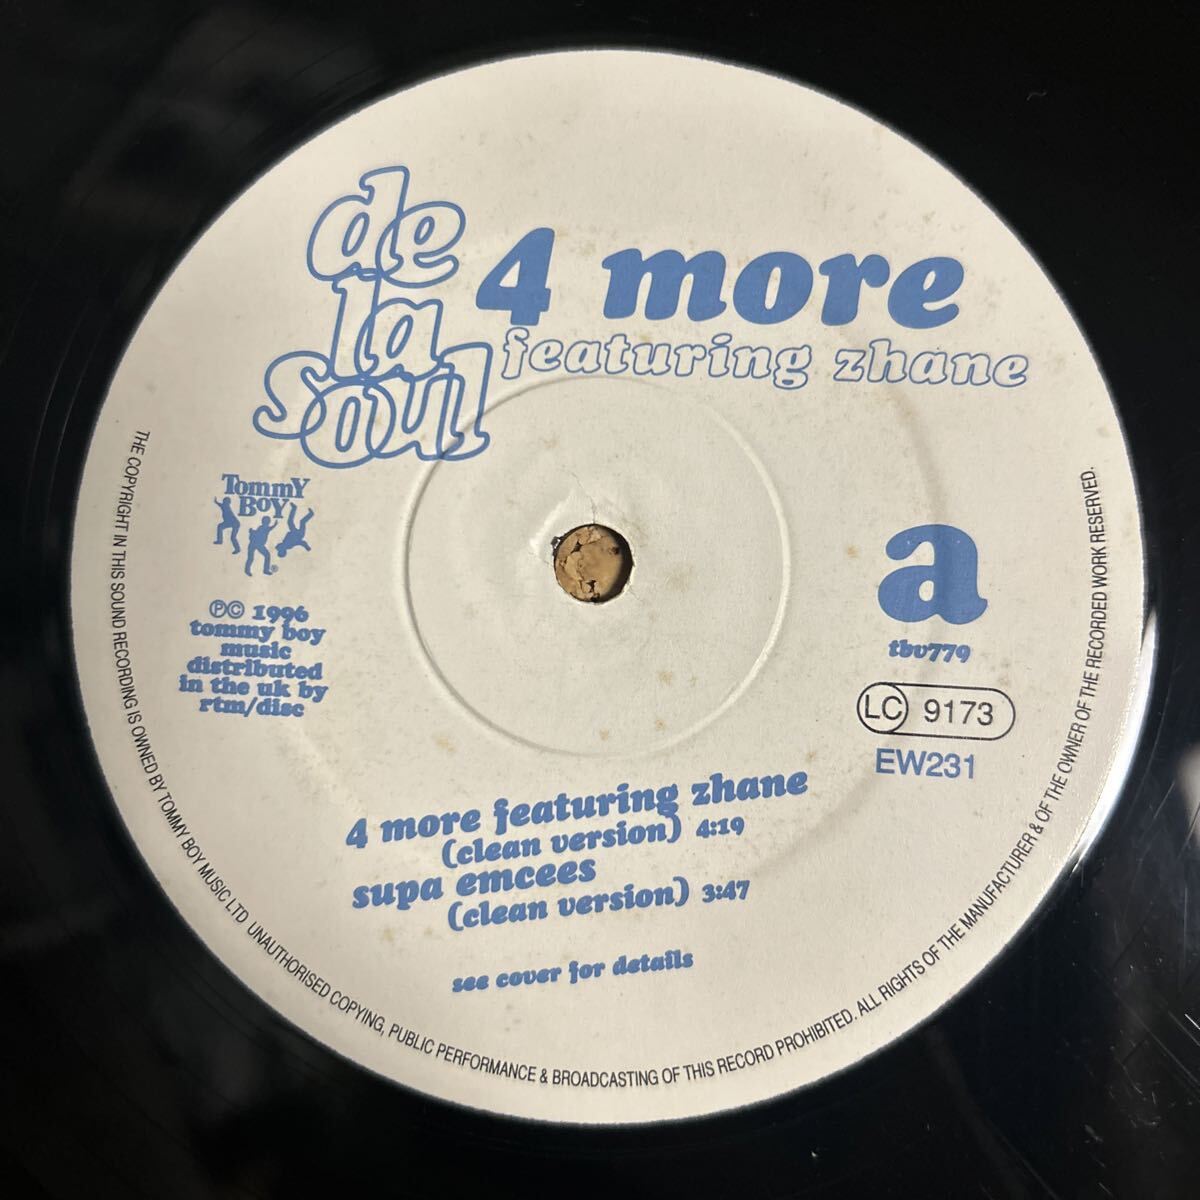 de
la
soul
4 more
featuring zhane
Tommy
Boy
®
℗© 1996
tommy boy
music
distributed
in the uk by
rtm/disc
a
tbv779
LC 9173
EW231
4 more featuring zhane
(clean version) 4:19
supa emcees
(clean version) 3:47
see cover for details
THE COPYRIGHT IN THIS SOUND RECORDING IS OWNED BY TOMMY BOY MUSIC LTD. UNAUTHORISED COPYING, PUBLIC PERFORMANCE & BROADCASTING OF THIS RECORD PROHIBITED. ALL RIGHTS OF THE MANUFACTURER & OF THE OWNER OF THE RECORDED WORK RESERVED.